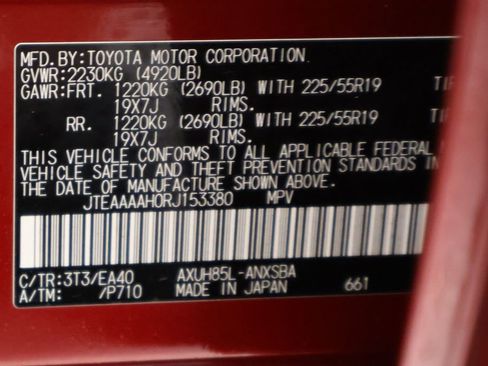 MFD. BY: TOYOTA MOTOR CORPORATION
GVWR: 2230KG (4920LB)
GAWR: FRT. 1220KG (2690LB) WITH 225/55R19
19X7J RIMS.
RR. 1220KG (2690LB) WITH 225/55R19
19X7J RIMS.
THIS VEHICLE CONFORMS TO ALL APPLICABLE FEDERAL
VEHICLE SAFETY AND THEFT PREVENTION STANDARDS IN
THE DATE OF MANUFACTURE SHOWN ABOVE.
JTEAAAAH0RJ153380 MPV
C/TR: 3T3/EA40 AXUH85L-ANXSBA
A/TM: /P710 MADE IN JAPAN 661